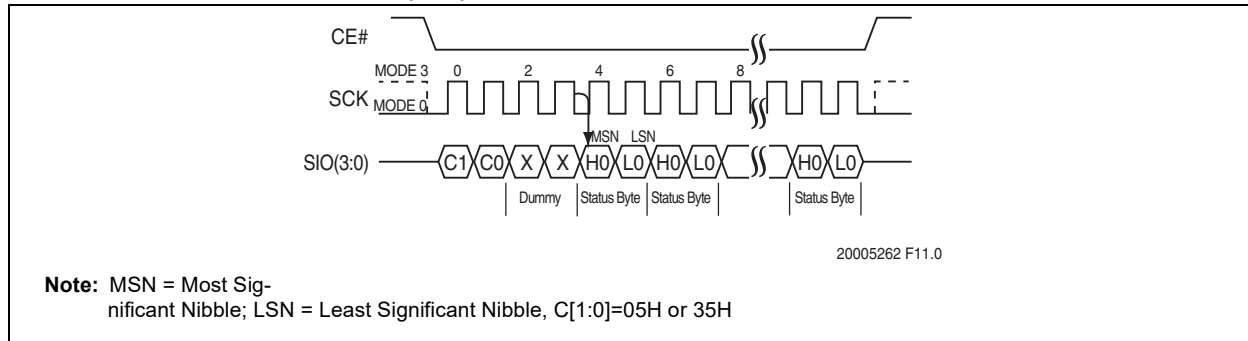 CE#
MODE 3 0 2 4 6 8
SCK MODE 0
MSN LSN
SIO(3:0) C1 C0 X X H0 L0 H0 L0 H0 L0
Dummy Status Byte Status Byte Status Byte
20005262 F11.0
Note: MSN = Most Sig-
nificant Nibble; LSN = Least Significant Nibble, C[1:0]=05H or 35H